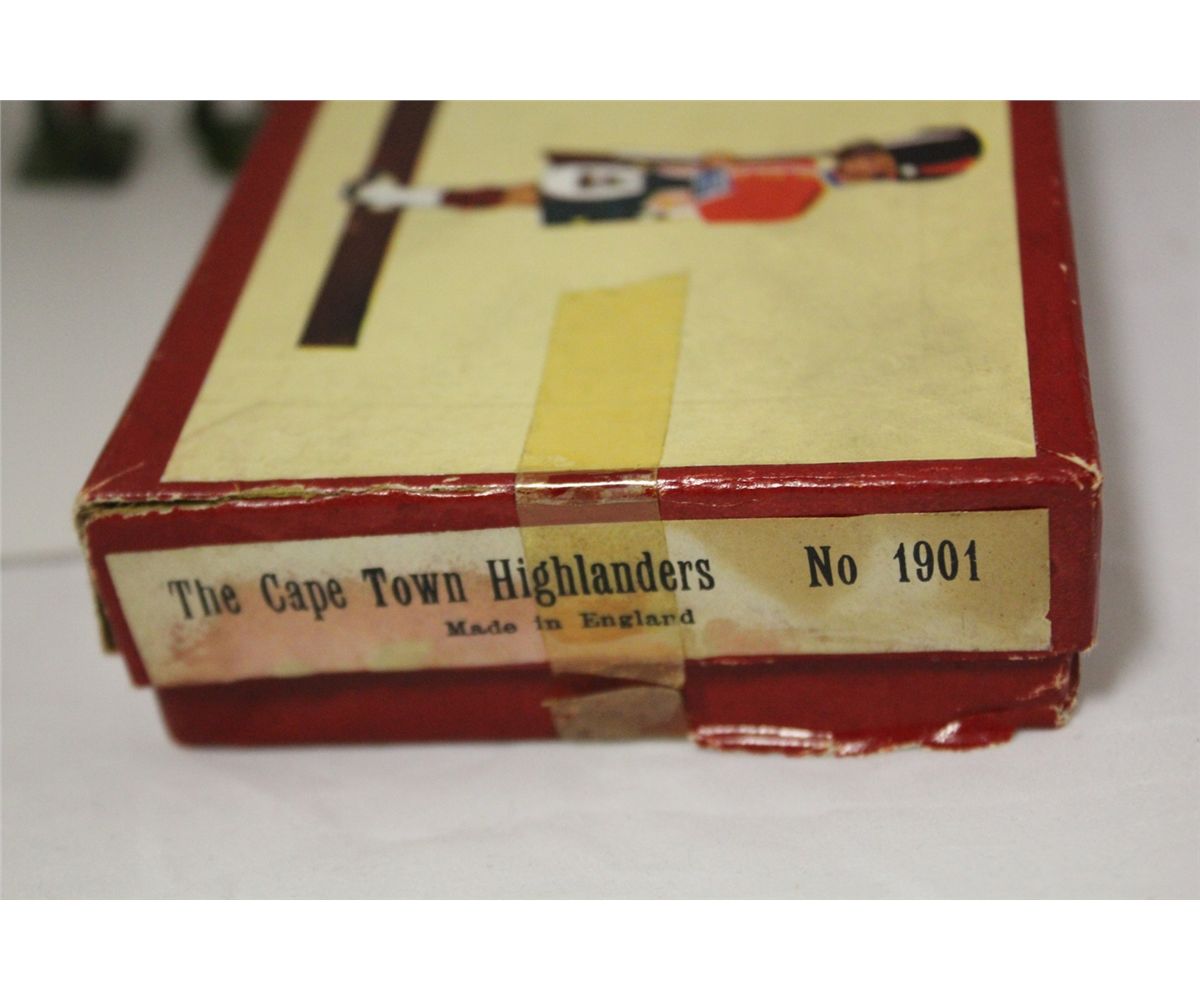 The Cape Town Highlanders No 1901
Made in England